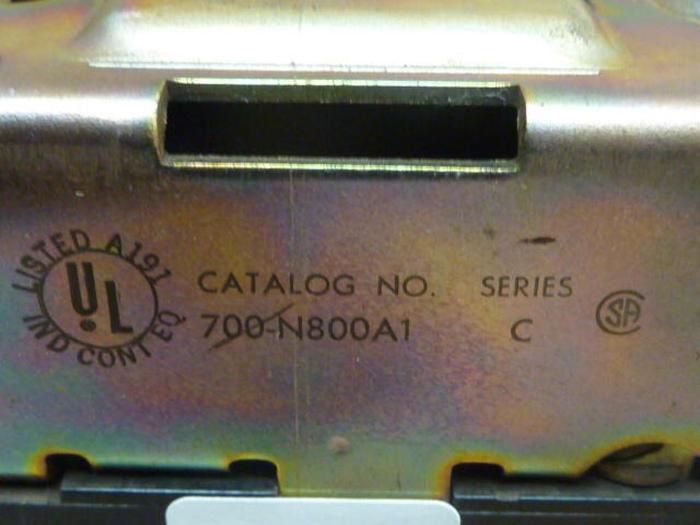 LISTED A191
UL
IND CONT EQ
CATALOG NO. SERIES
700-N800A1 C
SA